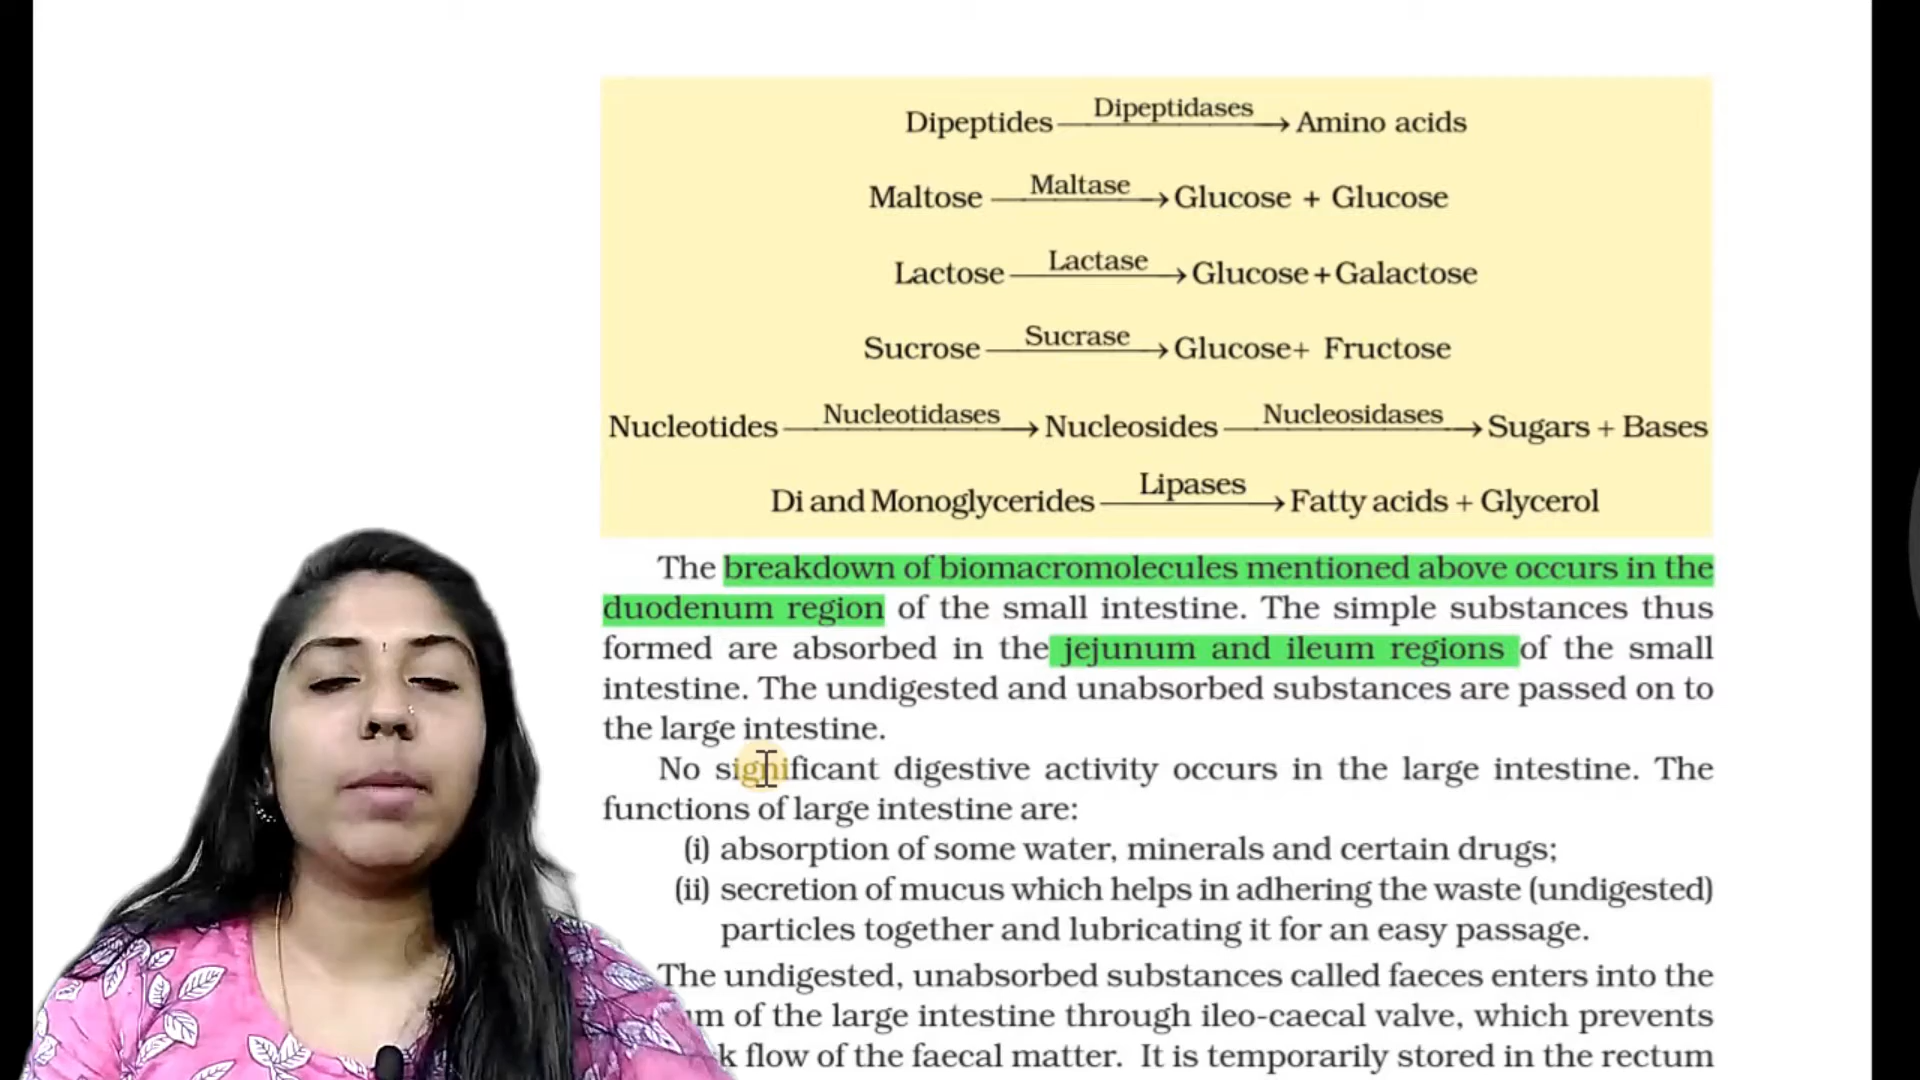 Dipeptides Dipeptidases → Amino acids
Maltose Maltase → Glucose + Glucose
Lactose Lactase → Glucose + Galactose
Sucrose Sucrase → Glucose+ Fructose
Nucleotides Nucleotidases → Nucleosides Nucleosidases → Sugars + Bases
Di and Monoglycerides Lipases → Fatty acids + Glycerol
The breakdown of biomacromolecules mentioned above occurs in the
duodenum region of the small intestine. The simple substances thus
formed are absorbed in the jejunum and ileum regions of the small
intestine. The undigested and unabsorbed substances are passed on to
the large intestine.
No significant digestive activity occurs in the large intestine. The
functions of large intestine are:
(i) absorption of some water, minerals and certain drugs;
(ii) secretion of mucus which helps in adhering the waste (undigested)
particles together and lubricating it for an easy passage.
The undigested, unabsorbed substances called faeces enters into the
of the large intestine through ileo-caecal valve, which prevents
flow of the faecal matter. It is temporarily stored in the rectum